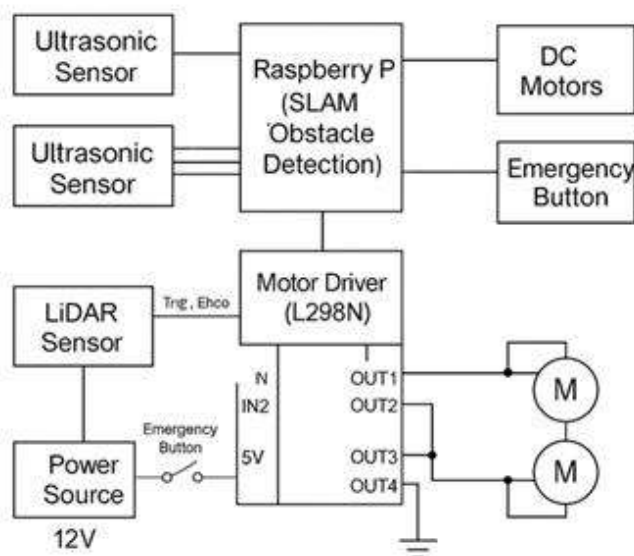 Ultrasonic
Sensor
Raspberry P
(SLAM
Obstacle
Detection)
DC
Motors
Ultrasonic
Sensor
Emergency
Button
Motor Driver
(L298N)
LiDAR
Sensor
Trig, Ehco
N
IN2
5V
OUT1
OUT2
OUT3
OUT4
M
M
Emergency
Button
Power
Source
12V